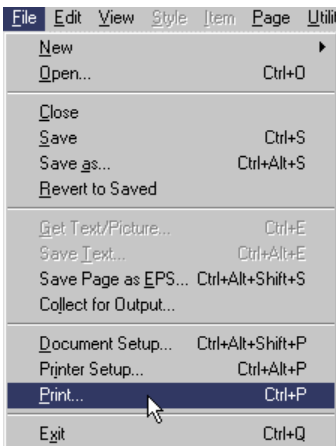 File Edit View Style Item Page Utili
New
Open... Ctrl+O
Close
Save Ctrl+S
Save as... Ctrl+Alt+S
Revert to Saved
Get Text/Picture... Ctrl+E
Save Text... Ctrl+Alt+E
Save Page as EPS... Ctrl+Alt+Shift+S
Collect for Output...
Document Setup... Ctrl+Alt+Shift+P
Printer Setup... Ctrl+Alt+P
Print... Ctrl+P
Exit Ctrl+Q